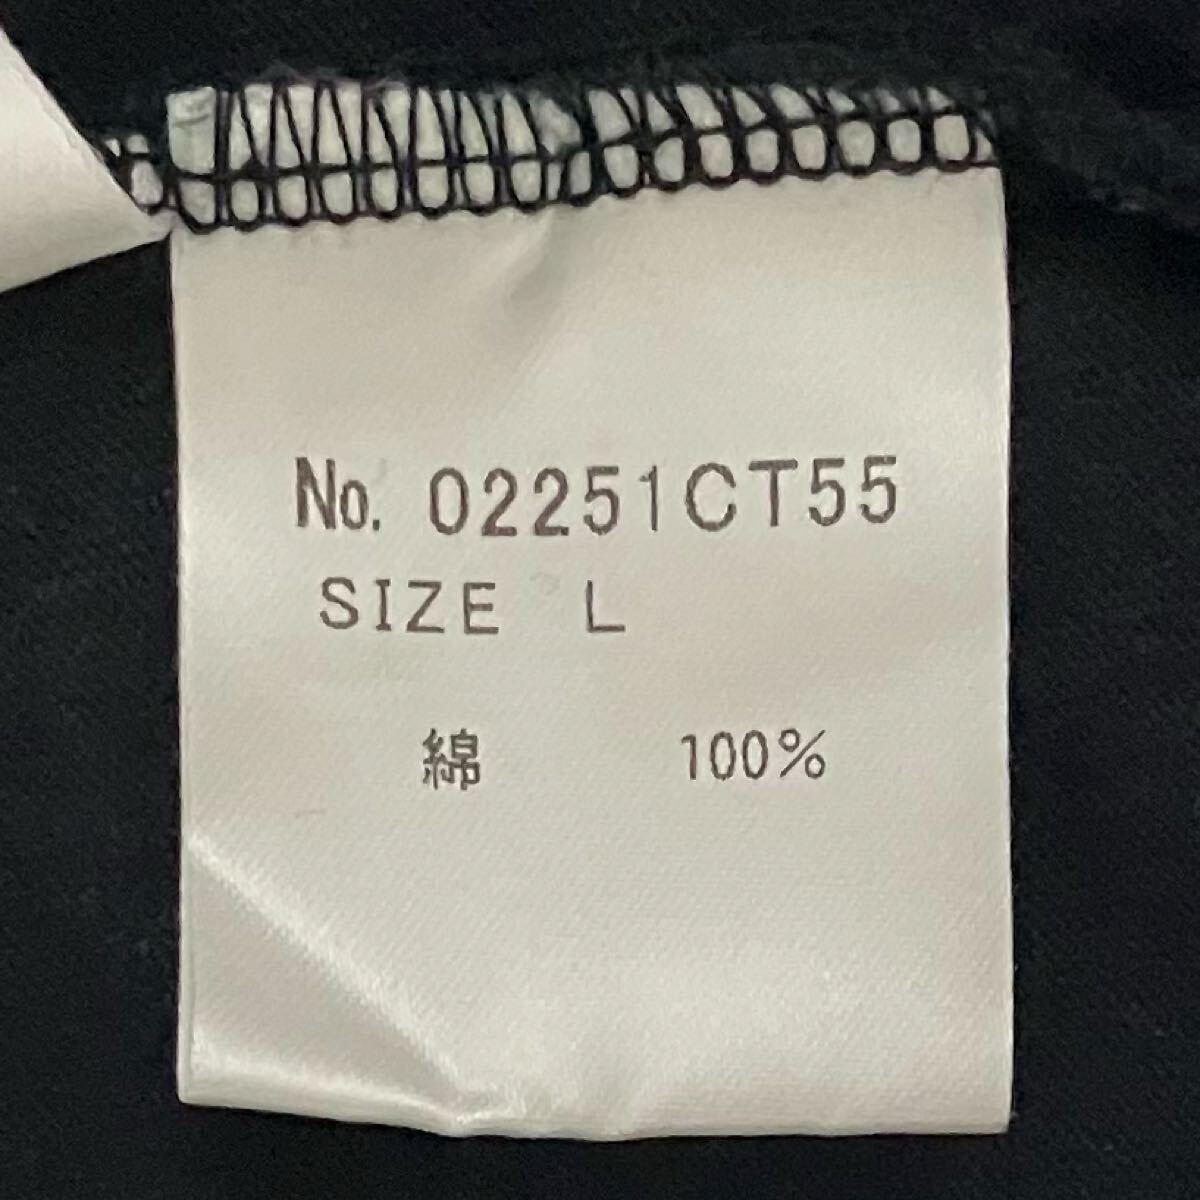 No. 02251CT55
SIZE L
綿 100%